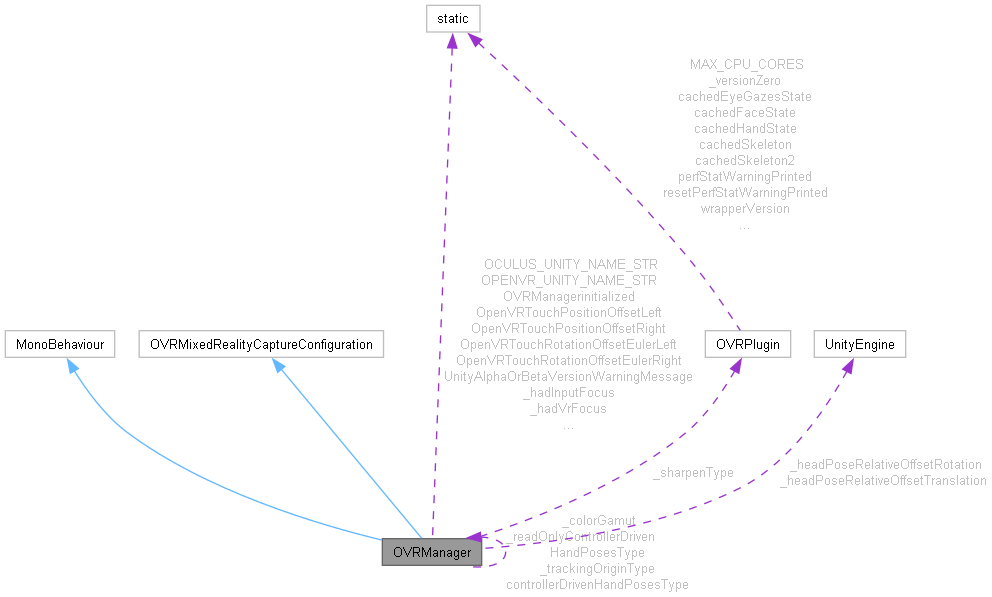 static
MAX_CPU_CORES
_versionZero
cachedEyeGazesState
cachedFaceState
cachedHandState
cachedSkeleton
cachedSkeleton2
perfStatWarningPrinted
resetPerfStatWarningPrinted
wrapperVersion
...
OCULUS_UNITY_NAME_STR
OPENVR_UNITY_NAME_STR
OVRManagerinitialized
OpenVRTouchPositionOffsetLeft
OpenVRTouchPositionOffsetRight
OpenVRTouchRotationOffsetEulerLeft
OpenVRTouchRotationOffsetEulerRight
UnityAlphaOrBetaVersionWarningMessage
_hadInputFocus
_hadVrFocus
...
MonoBehaviour
OVRMixedRealityCaptureConfiguration
OVRPlugin
UnityEngine
_sharpenType
_headPoseRelativeOffsetRotation
_headPoseRelativeOffsetTranslation
OVRManager
_colorGamut
_readOnlyControllerDriven
HandPosesType
_trackingOriginType
controllerDrivenHandPosesType